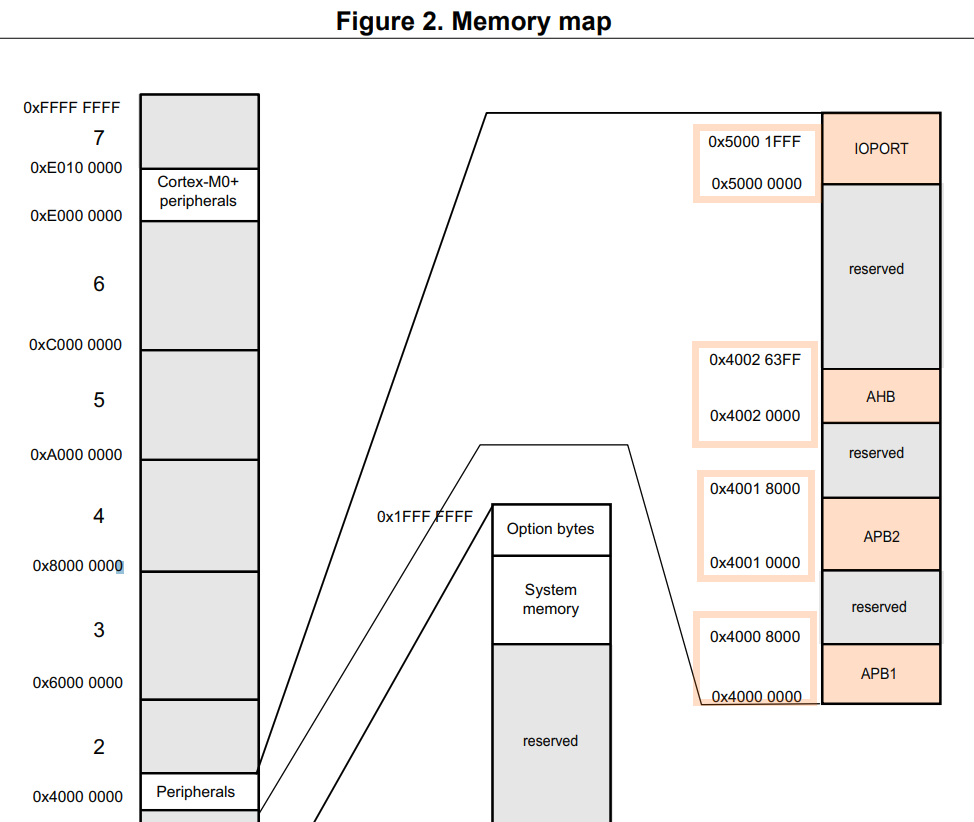 Figure 2. Memory map
0xFFFF FFFF
7
0xE010 0000
Cortex-M0+
peripherals
0xE000 0000
6
0xC000 0000
5
0xA000 0000
4
0x8000 0000
3
0x6000 0000
2
Peripherals
0x4000 0000
0x1FFF FFFF
Option bytes
System
memory
reserved
0x5000 1FFF
IOPORT
0x5000 0000
reserved
0x4002 63FF
AHB
0x4002 0000
reserved
0x4001 8000
APB2
0x4001 0000
reserved
0x4000 8000
APB1
0x4000 0000